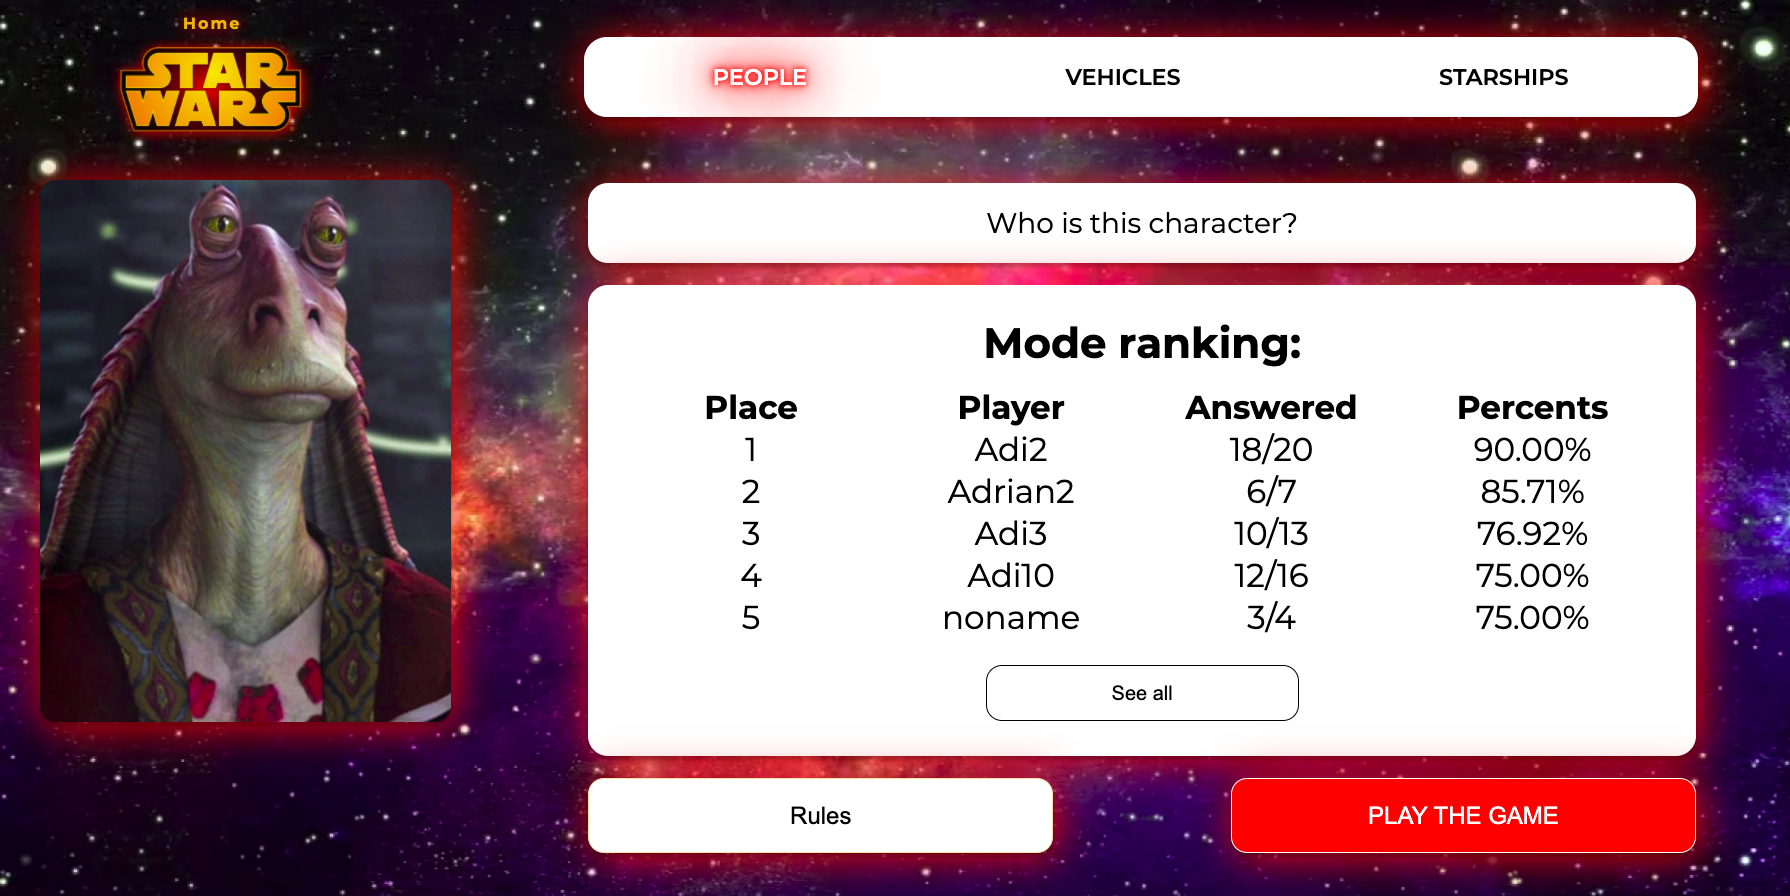 Home
STAR
WARS
PEOPLE VEHICLES STARSHIPS
Who is this character?
Mode ranking:
Place Player Answered Percents
1 Adi2 18/20 90.00%
2 Adrian2 6/7 85.71%
3 Adi3 10/13 76.92%
4 Adi10 12/16 75.00%
5 noname 3/4 75.00%
See all
Rules PLAY THE GAME